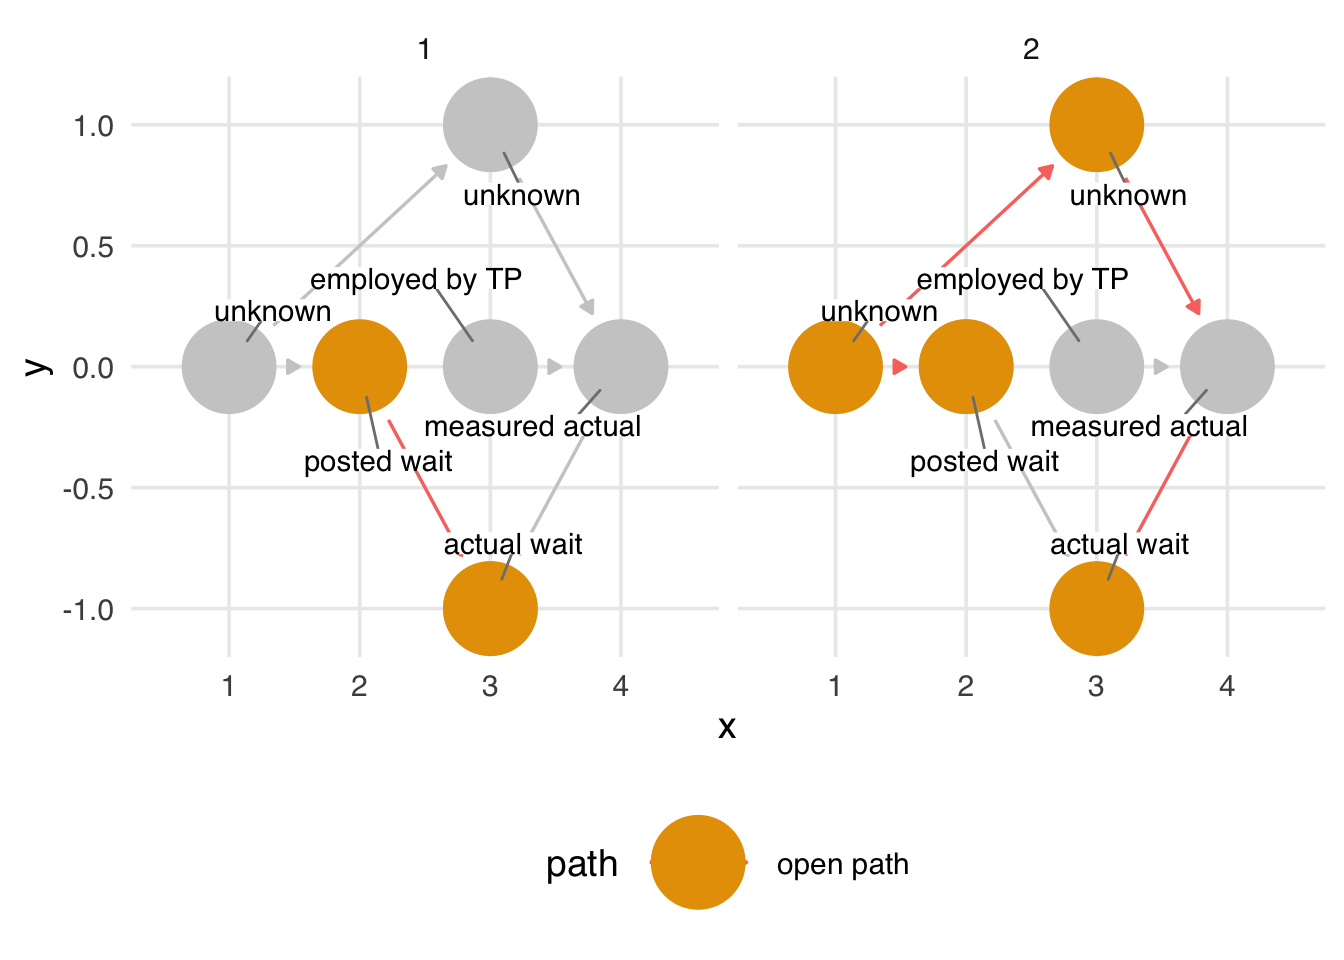 1 2
1.0
0.5
0.0
-0.5
-1.0
y
unknown
employed by TP
unknown
measured actual
posted wait
actual wait
unknown
employed by TP
unknown
measured actual
posted wait
actual wait
1 2 3 4 1 2 3 4
x
path open path